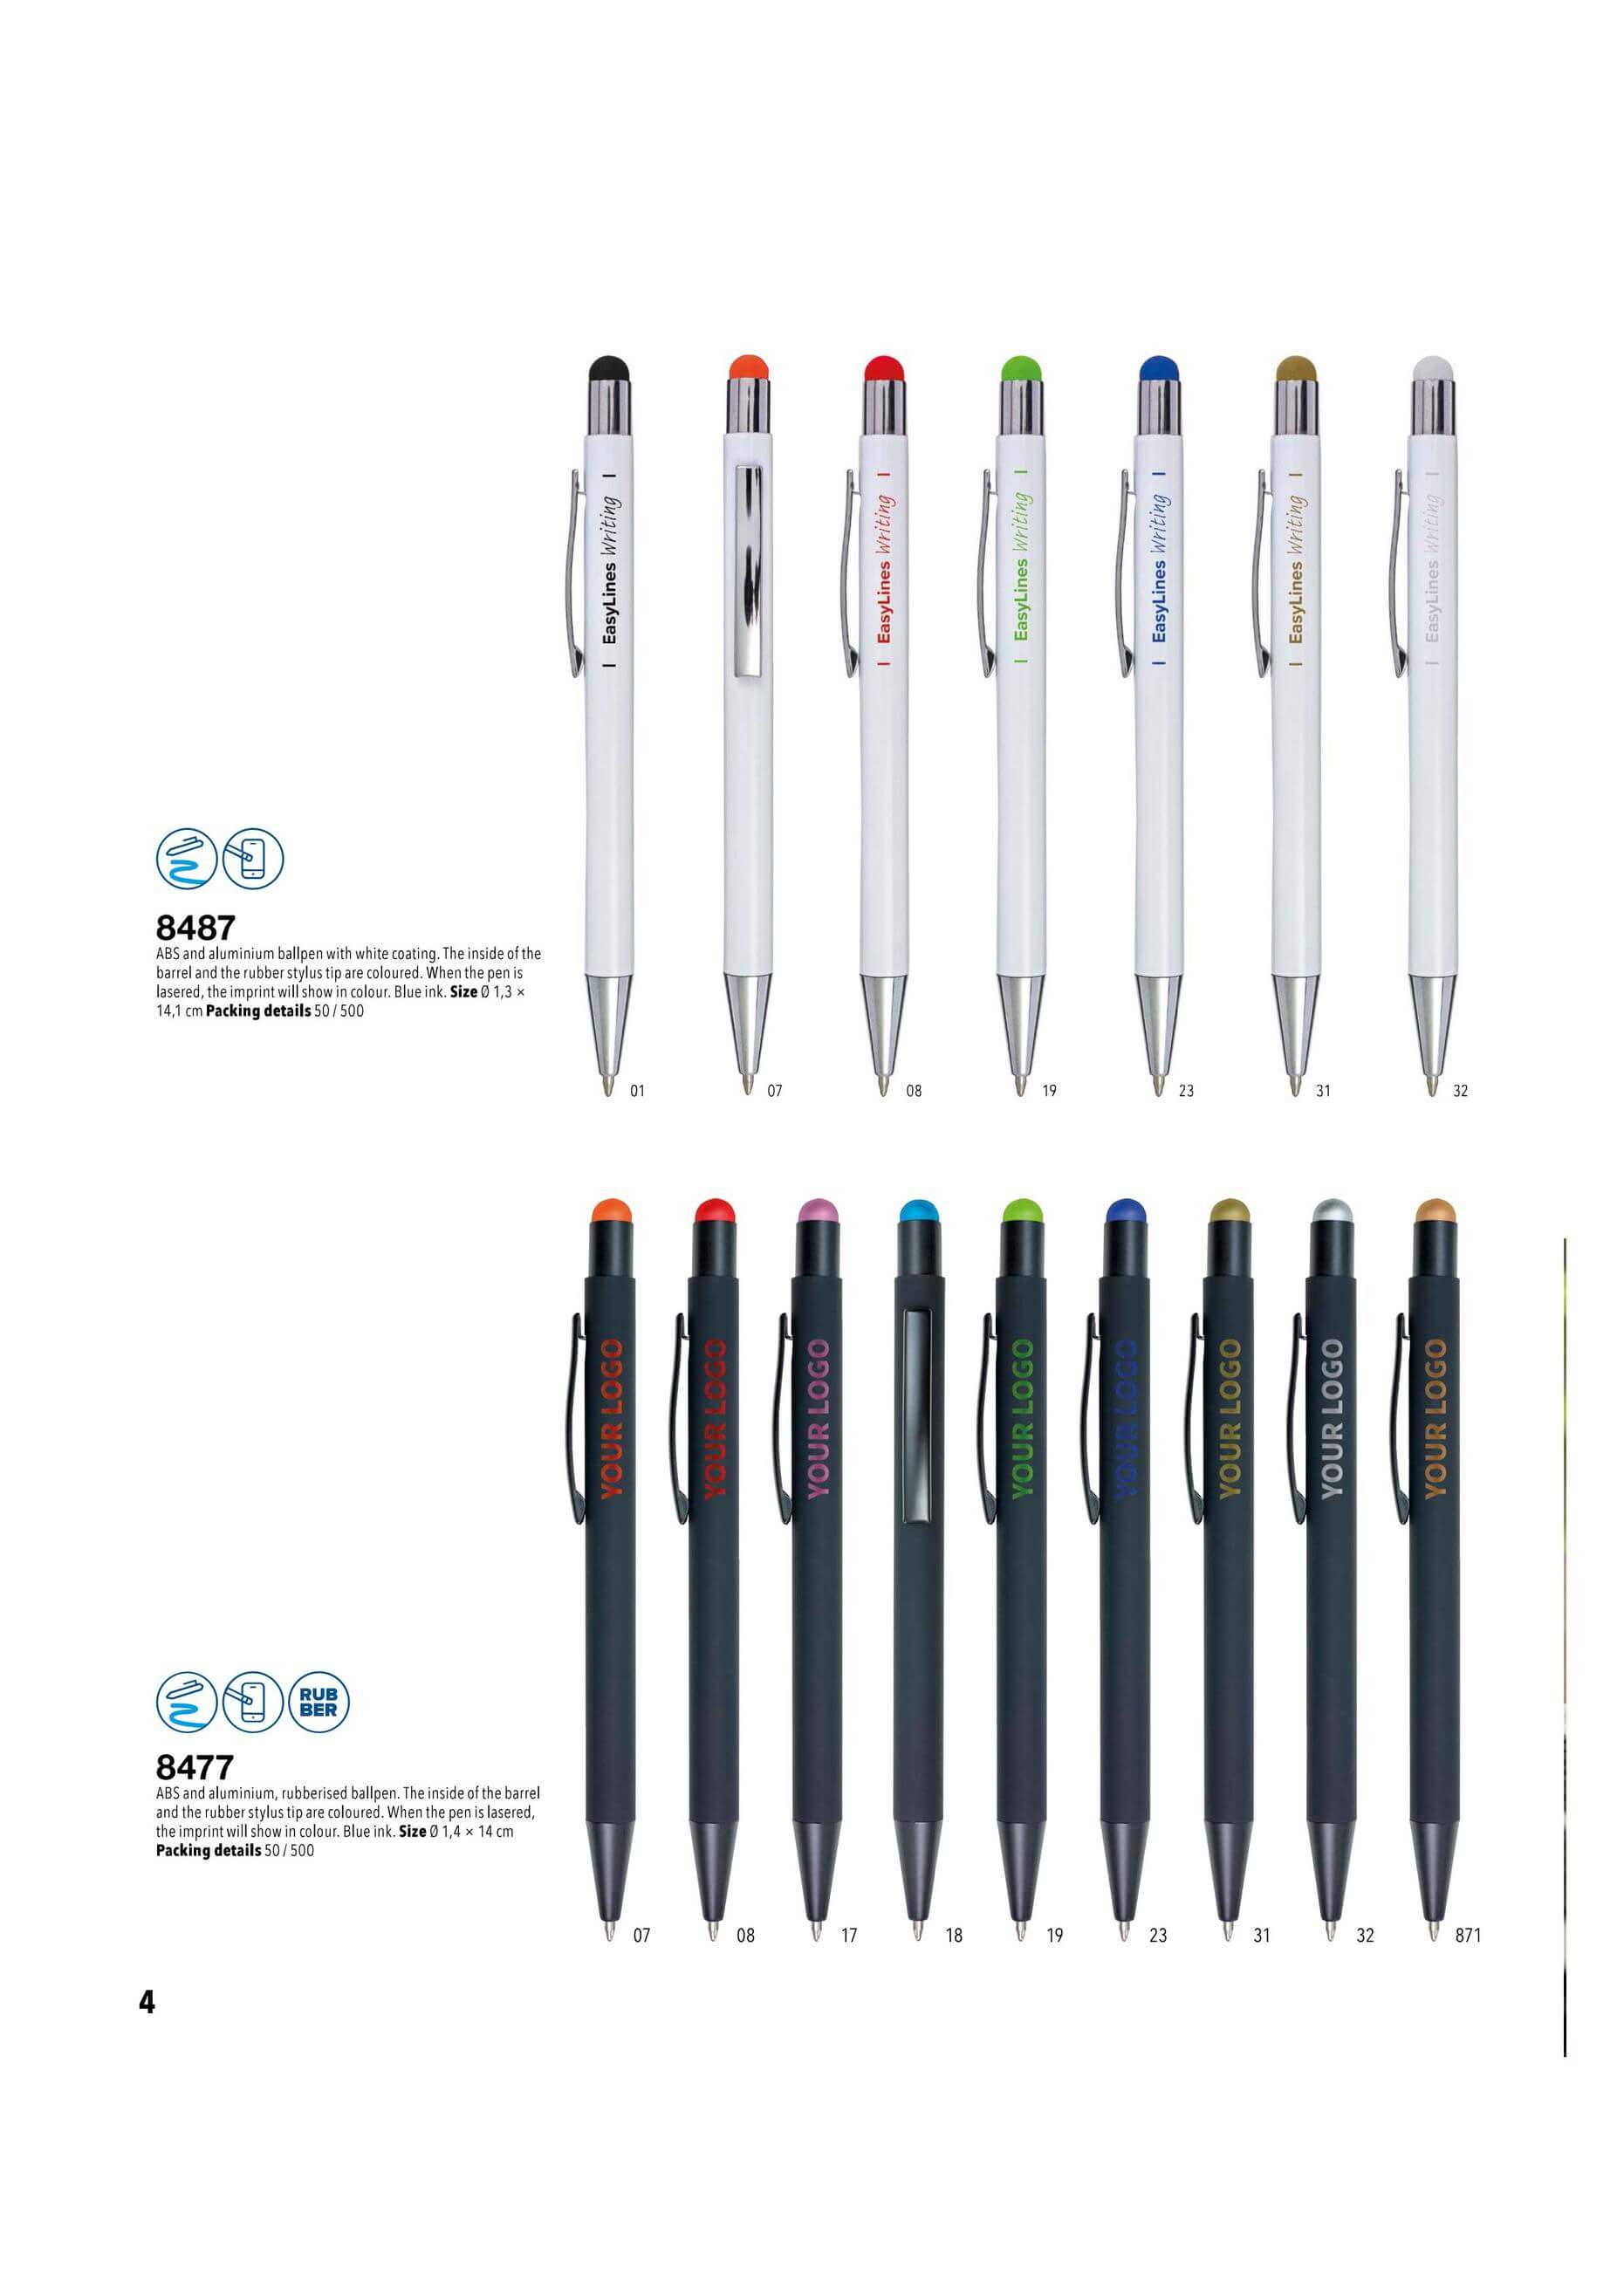 I EasyLines Writing I
I EasyLines Writing I
I EasyLines Writing I
I EasyLines Writing I
I EasyLines Writing I
I EasyLines Writing I
8487
ABS and aluminium ballpen with white coating. The inside of the
barrel and the rubber stylus tip are coloured. When the pen is
lasered, the imprint will show in colour. Blue ink. Size Ø 1,3 ×
14,1 cm Packing details 50 / 500
01
07
08
19
23
31
32
YOUR LOGO
YOUR LOGO
YOUR LOGO
YOUR LOGO
YOUR LOGO
YOUR LOGO
YOUR LOGO
YOUR LOGO
RUB
BER
8477
ABS and aluminium, rubberised ballpen. The inside of the barrel
and the rubber stylus tip are coloured. When the pen is lasered,
the imprint will show in colour. Blue ink. Size Ø 1,4 × 14 cm
Packing details 50 / 500
07
08
17
18
19
23
31
32
871
4